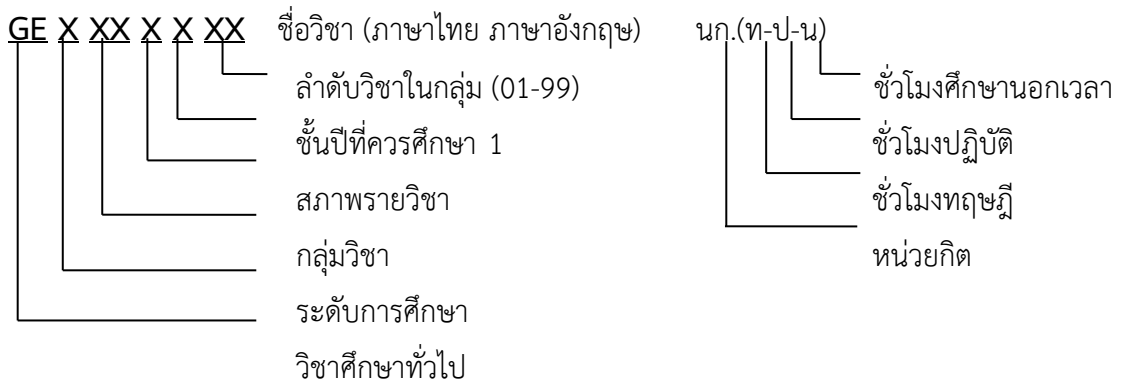 GE X XX X X XX ชื่อวิชา (ภาษาไทย ภาษาอังกฤษ) นก.(ท-ป-น)
ลำดับวิชาในกลุ่ม (01-99) ชั่วโมงศึกษานอกเวลา
ชั้นปีที่ควรศึกษา 1 ชั่วโมงปฏิบัติ
สภาพรายวิชา ชั่วโมงทฤษฎี
กลุ่มวิชา หน่วยกิต
ระดับการศึกษา
วิชาศึกษาทั่วไป